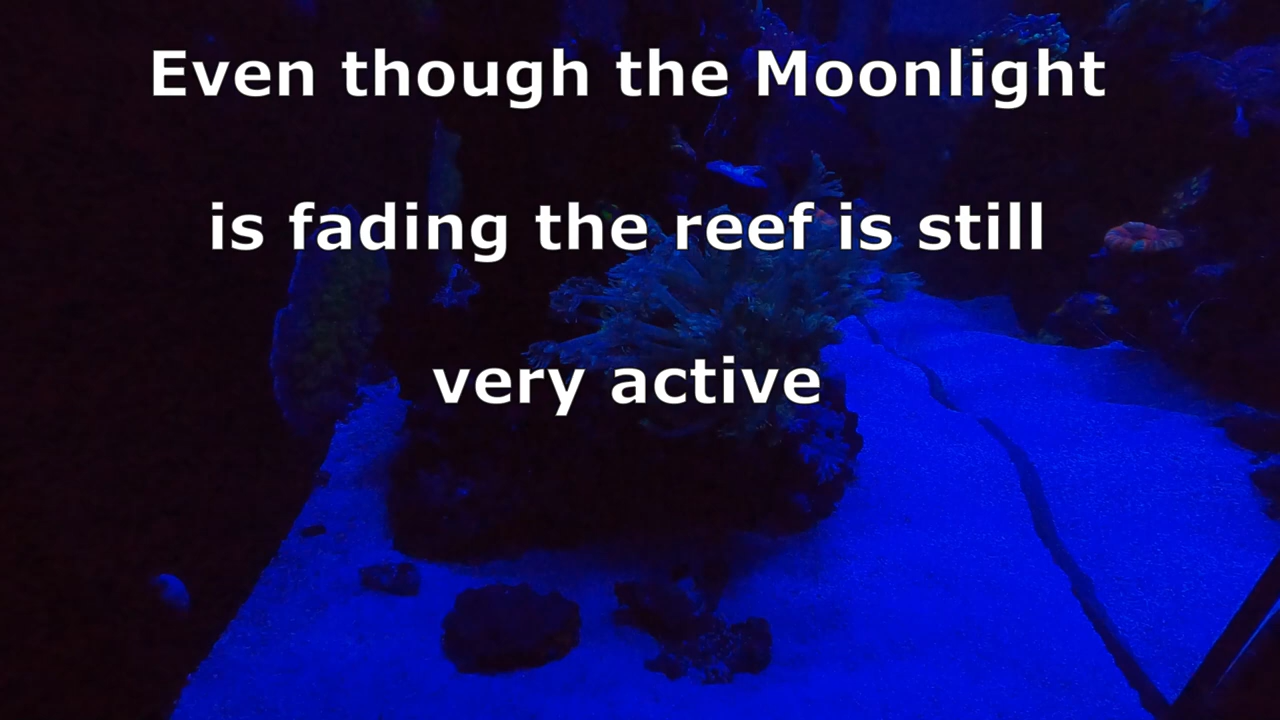 Even though the Moonlight
is fading the reef is still
very active